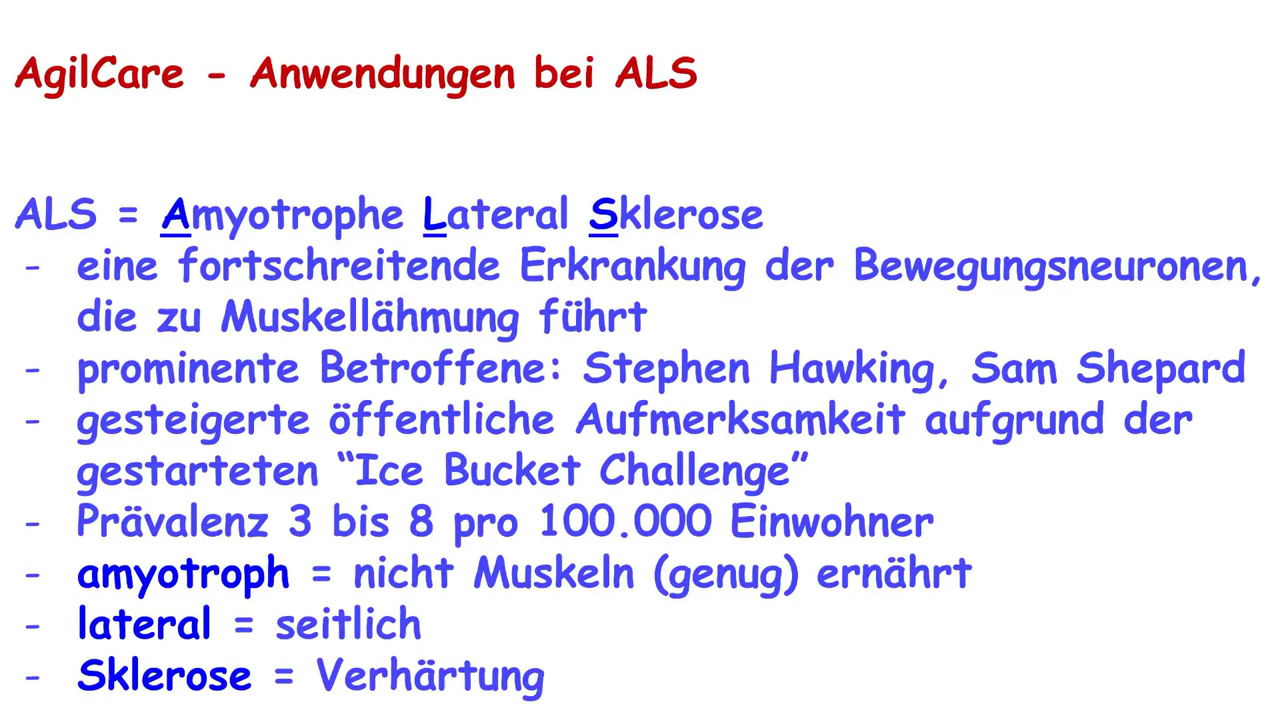 AgilCare - Anwendungen bei ALS
ALS = Amyotrophe Lateral Sklerose
- eine fortschreitende Erkrankung der Bewegungsneuronen,
die zu Muskellähmung führt
- prominente Betroffene: Stephen Hawking, Sam Shepard
- gesteigerte öffentliche Aufmerksamkeit aufgrund der
gestarteten “Ice Bucket Challenge”
- Prävalenz 3 bis 8 pro 100.000 Einwohner
- amyotroph = nicht Muskeln (genug) ernährt
- lateral = seitlich
- Sklerose = Verhärtung